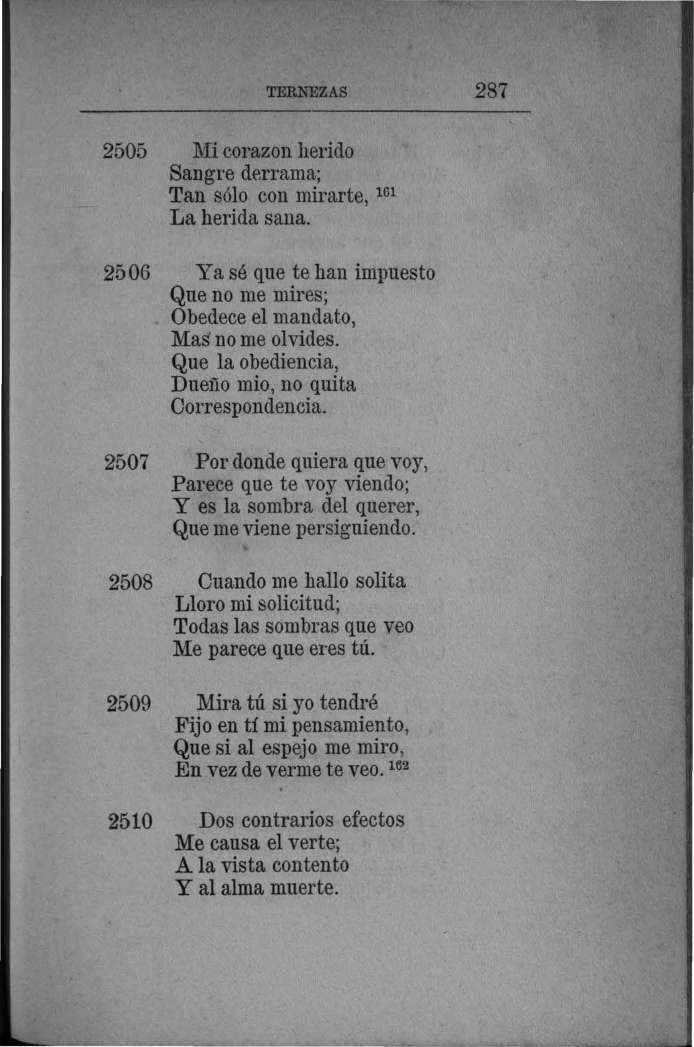 TERNEZAS 287
2505 Mi corazon herido
Sangre derrama;
Tan sólo con mirarte, 161
La herida sana.
2506 Ya sé que te han impuesto
Que no me mires;
Obedece el mandato,
Mas no me olvides.
Que la obediencia,
Dueño mio, no quita
Correspondencia.
2507 Por donde quiera que voy,
Parece que te voy viendo;
Y es la sombra del querer,
Que me viene persiguiendo.
2508 Cuando me hallo solita
Lloro mi solicitud;
Todas las sombras que veo
Me parece que eres tú.
2509 Mira tú si yo tendré
Fijo en tí mi pensamiento,
Que si al espejo me miro,
En vez de verme te veo. 162
2510 Dos contrarios efectos
Me causa el verte;
A la vista contento
Y al alma muerte.